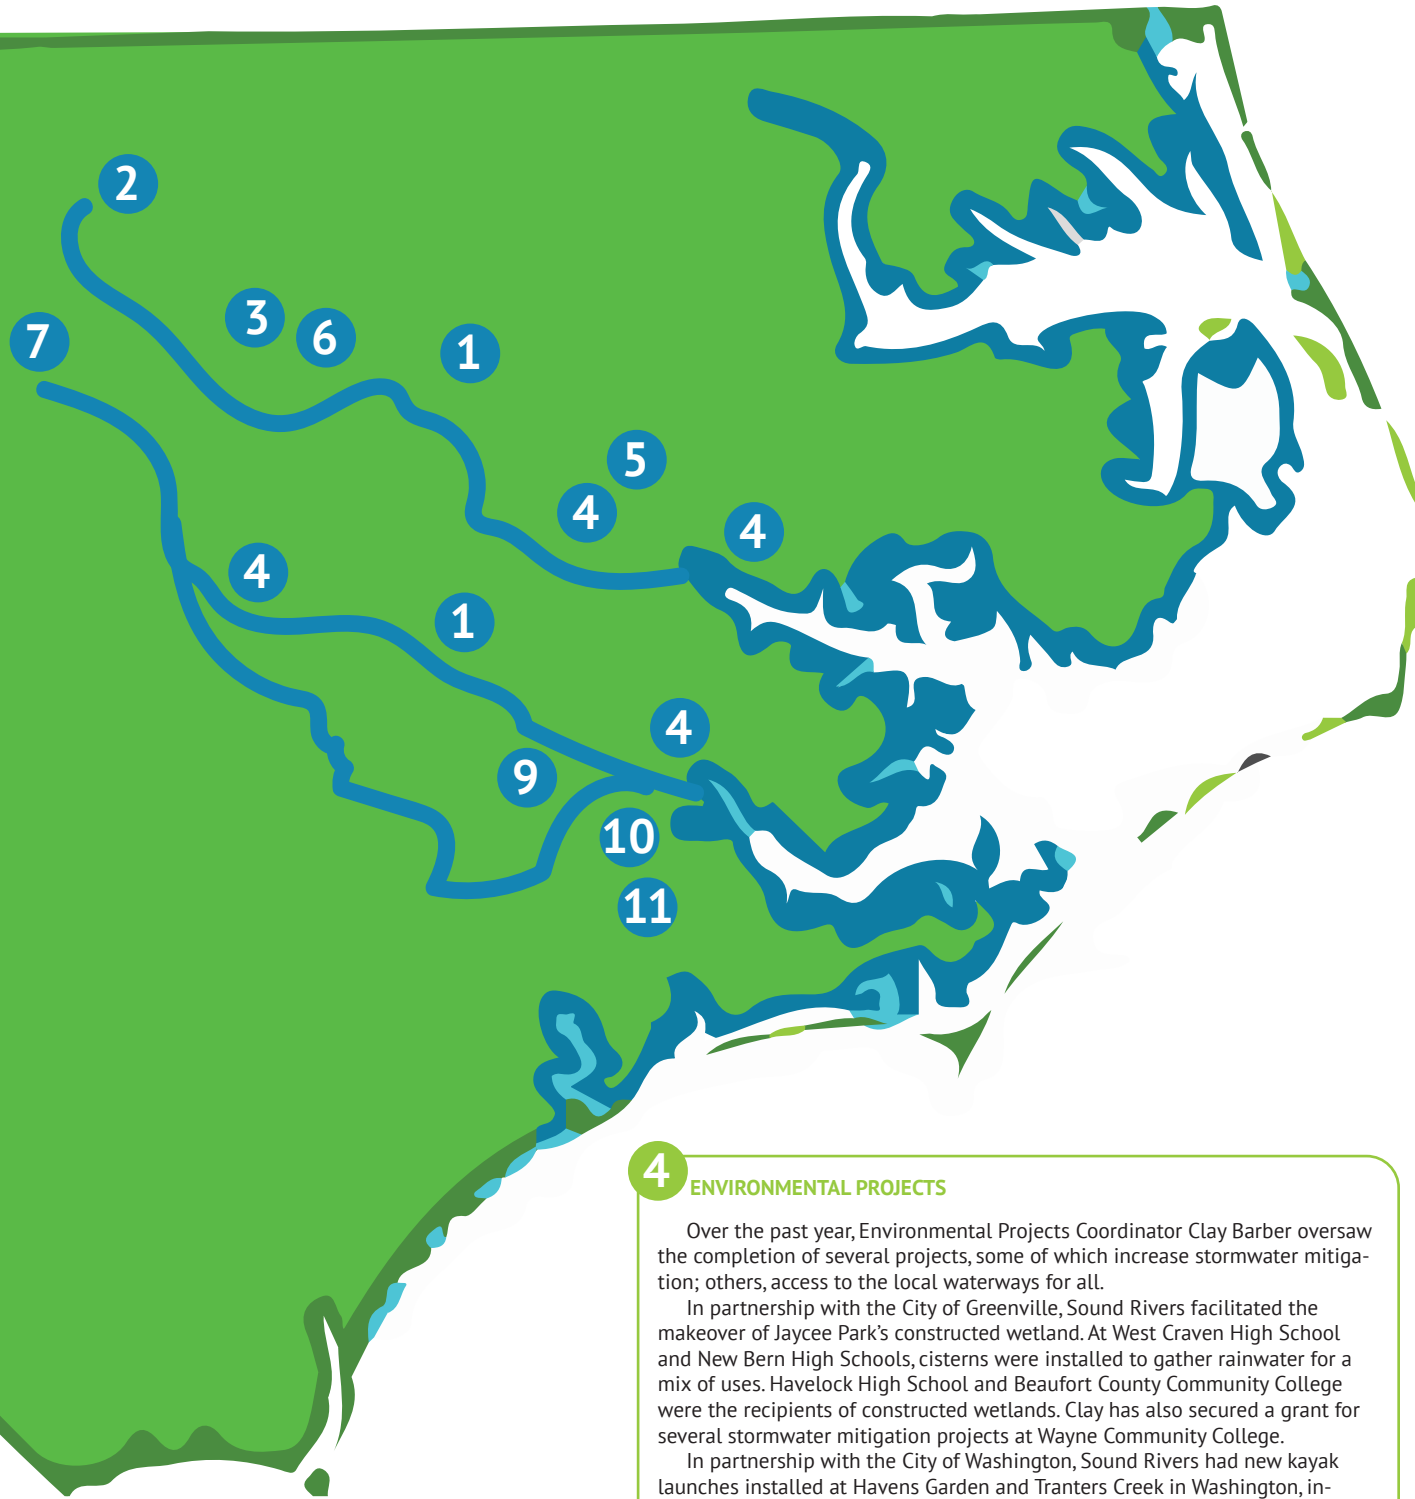 2
3
6
1
7
5
4
4
4
1
4
9
10
11
4
ENVIRONMENTAL PROJECTS
Over the past year, Environmental Projects Coordinator Clay Barber oversaw
the completion of several projects, some of which increase stormwater mitiga-
tion; others, access to the local waterways for all.
In partnership with the City of Greenville, Sound Rivers facilitated the
makeover of Jaycee Park's constructed wetland. At West Craven High School
and New Bern High Schools, cisterns were installed to gather rainwater for a
mix of uses. Havelock High School and Beaufort County Community College
were the recipients of constructed wetlands. Clay has also secured a grant for
several stormwater mitigation projects at Wayne Community College.
In partnership with the City of Washington, Sound Rivers had new kayak
launches installed at Havens Garden and Tranters Creek in Washington, in-